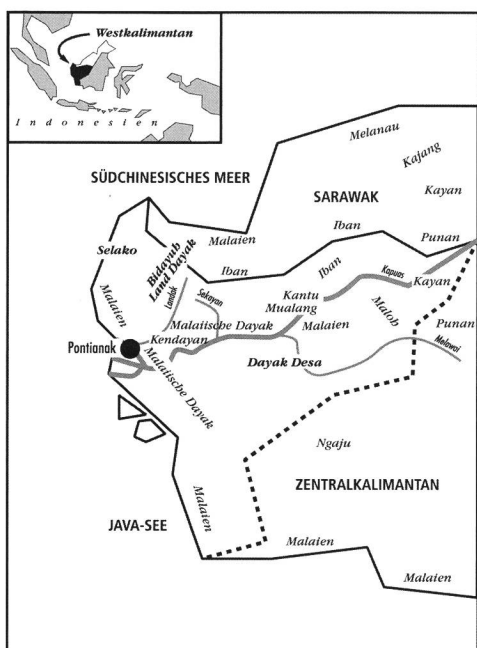 Westkalimantan
Indonesien
Melanau
Kajang
SÜDCHINESISCHES MEER
SARAWAK
Kayan
Selako
Bidayuh
Land Dayak
Malaien
Iban
Punan
Iban
Iban
Kapuas
Kayan
Malaien
Landak
Sekayan
Kantu
Mualang
Maloh
Punan
Malaiische Dayak
Malaien
Pontianak
Kendayan
Melawai
Malaiische Dayak
Dayak Desa
Ngaju
ZENTRALKALIMANTAN
Malaien
JAVA-SEE
Malaien
Malaien